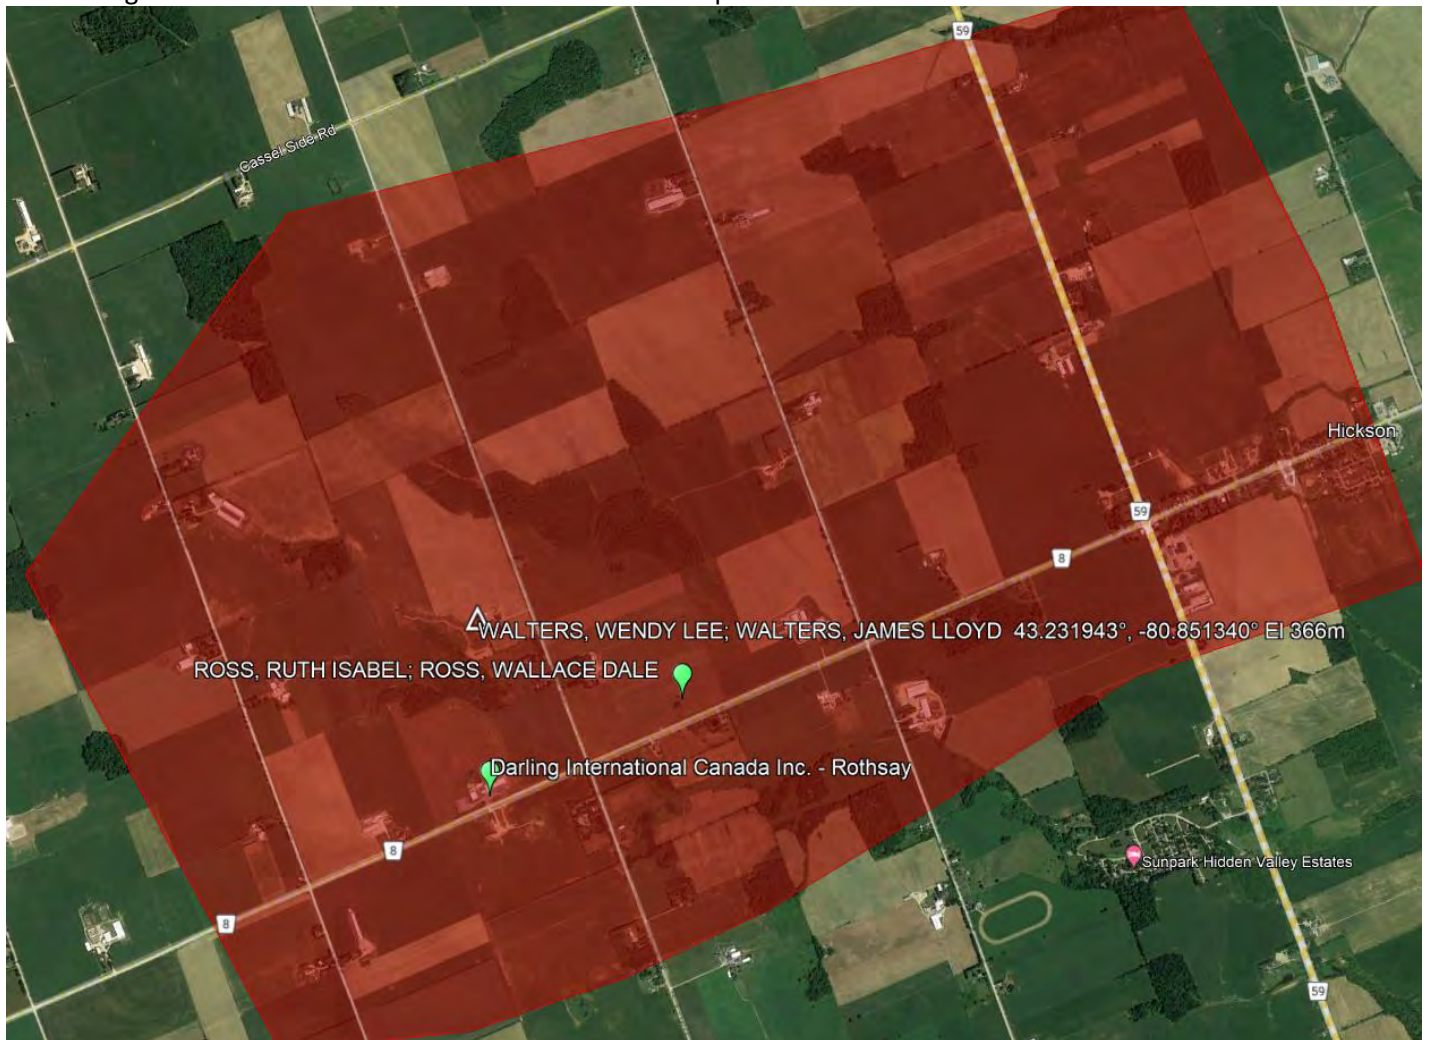 59
Cassel Side Rd
Hickson
59
8
WALTERS, WENDY LEE; WALTERS, JAMES LLOYD 43.231943°, -80.851340° El 366m
ROSS, RUTH ISABEL; ROSS, WALLACE DALE
Darling International Canada Inc. - Rothsay
8
Sunpark Hidden Valley Estates
8
59